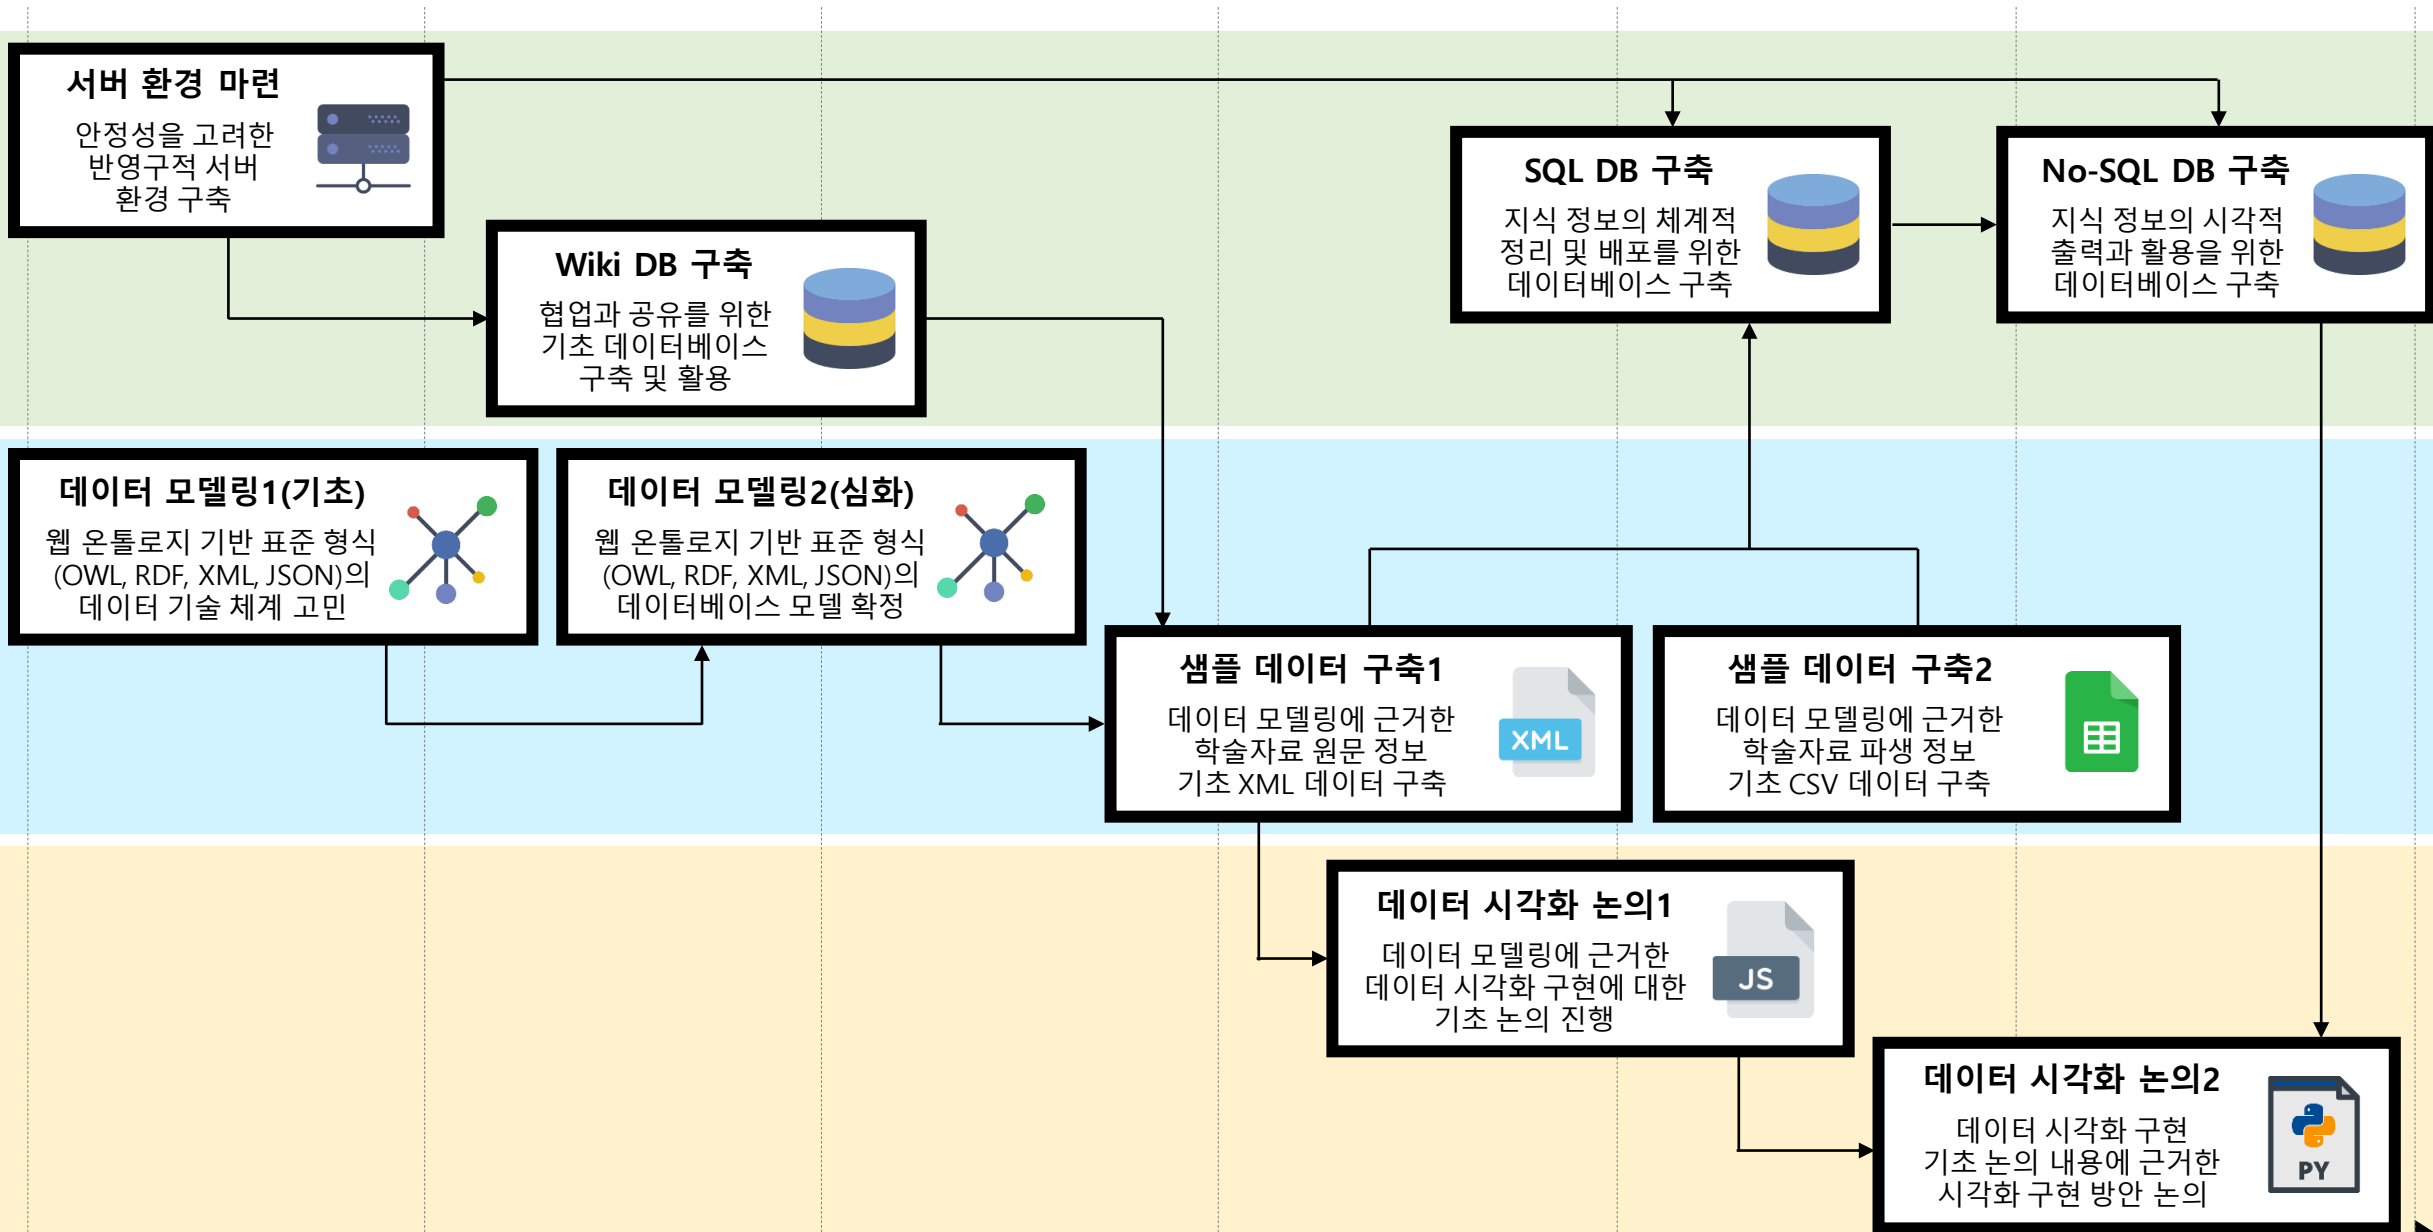 서버 환경 마련
안정성을 고려한
반영구적 서버
환경 구축
Wiki DB 구축
협업과 공유를 위한
기초 데이터베이스
구축 및 활용
SQL DB 구축
지식 정보의 체계적
정리 및 배포를 위한
데이터베이스 구축
No-SQL DB 구축
지식 정보의 시각적
출력과 활용을 위한
데이터베이스 구축
데이터 모델링1(기초)
웹 온톨로지 기반 표준 형식
(OWL, RDF, XML, JSON)의
데이터 기술 체계 고민
데이터 모델링2(심화)
웹 온톨로지 기반 표준 형식
(OWL, RDF, XML, JSON)의
데이터베이스 모델 확정
샘플 데이터 구축1
데이터 모델링에 근거한
학술자료 원문 정보
기초 XML 데이터 구축
XML
샘플 데이터 구축2
데이터 모델링에 근거한
학술자료 파생 정보
기초 CSV 데이터 구축
데이터 시각화 논의1
데이터 모델링에 근거한
데이터 시각화 구현에 대한
기초 논의 진행
JS
데이터 시각화 논의2
데이터 시각화 구현
기초 논의 내용에 근거한
시각화 구현 방안 논의
PY